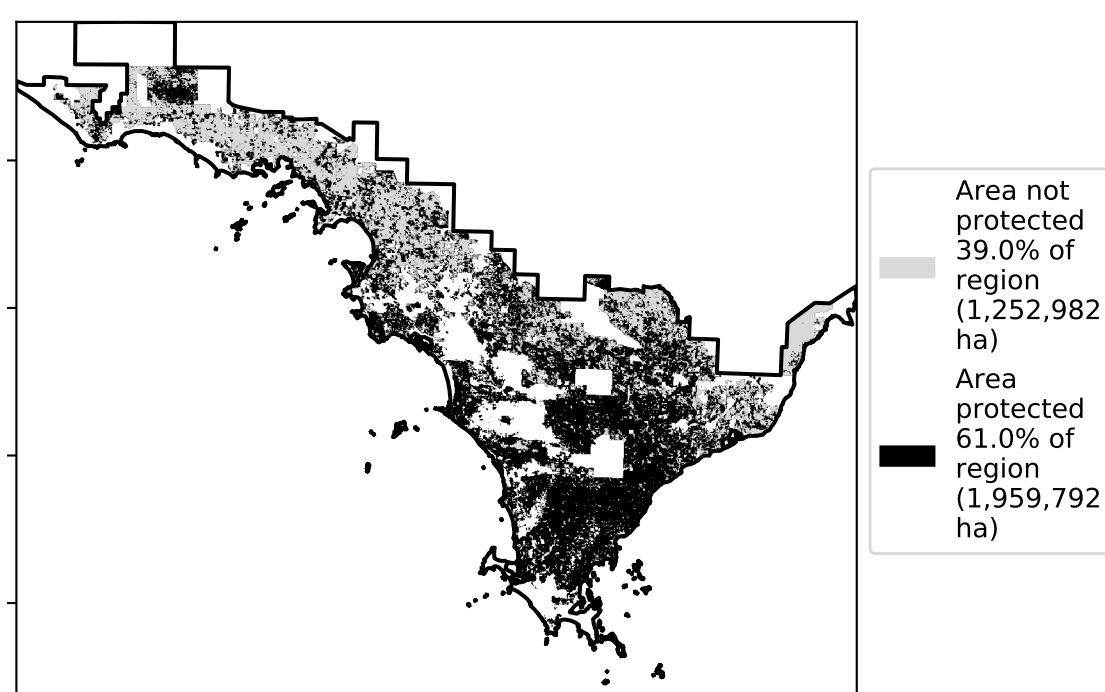 Area not
protected
39.0% of
region
(1,252,982
ha)
Area
protected
61.0% of
region
(1,959,792
ha)